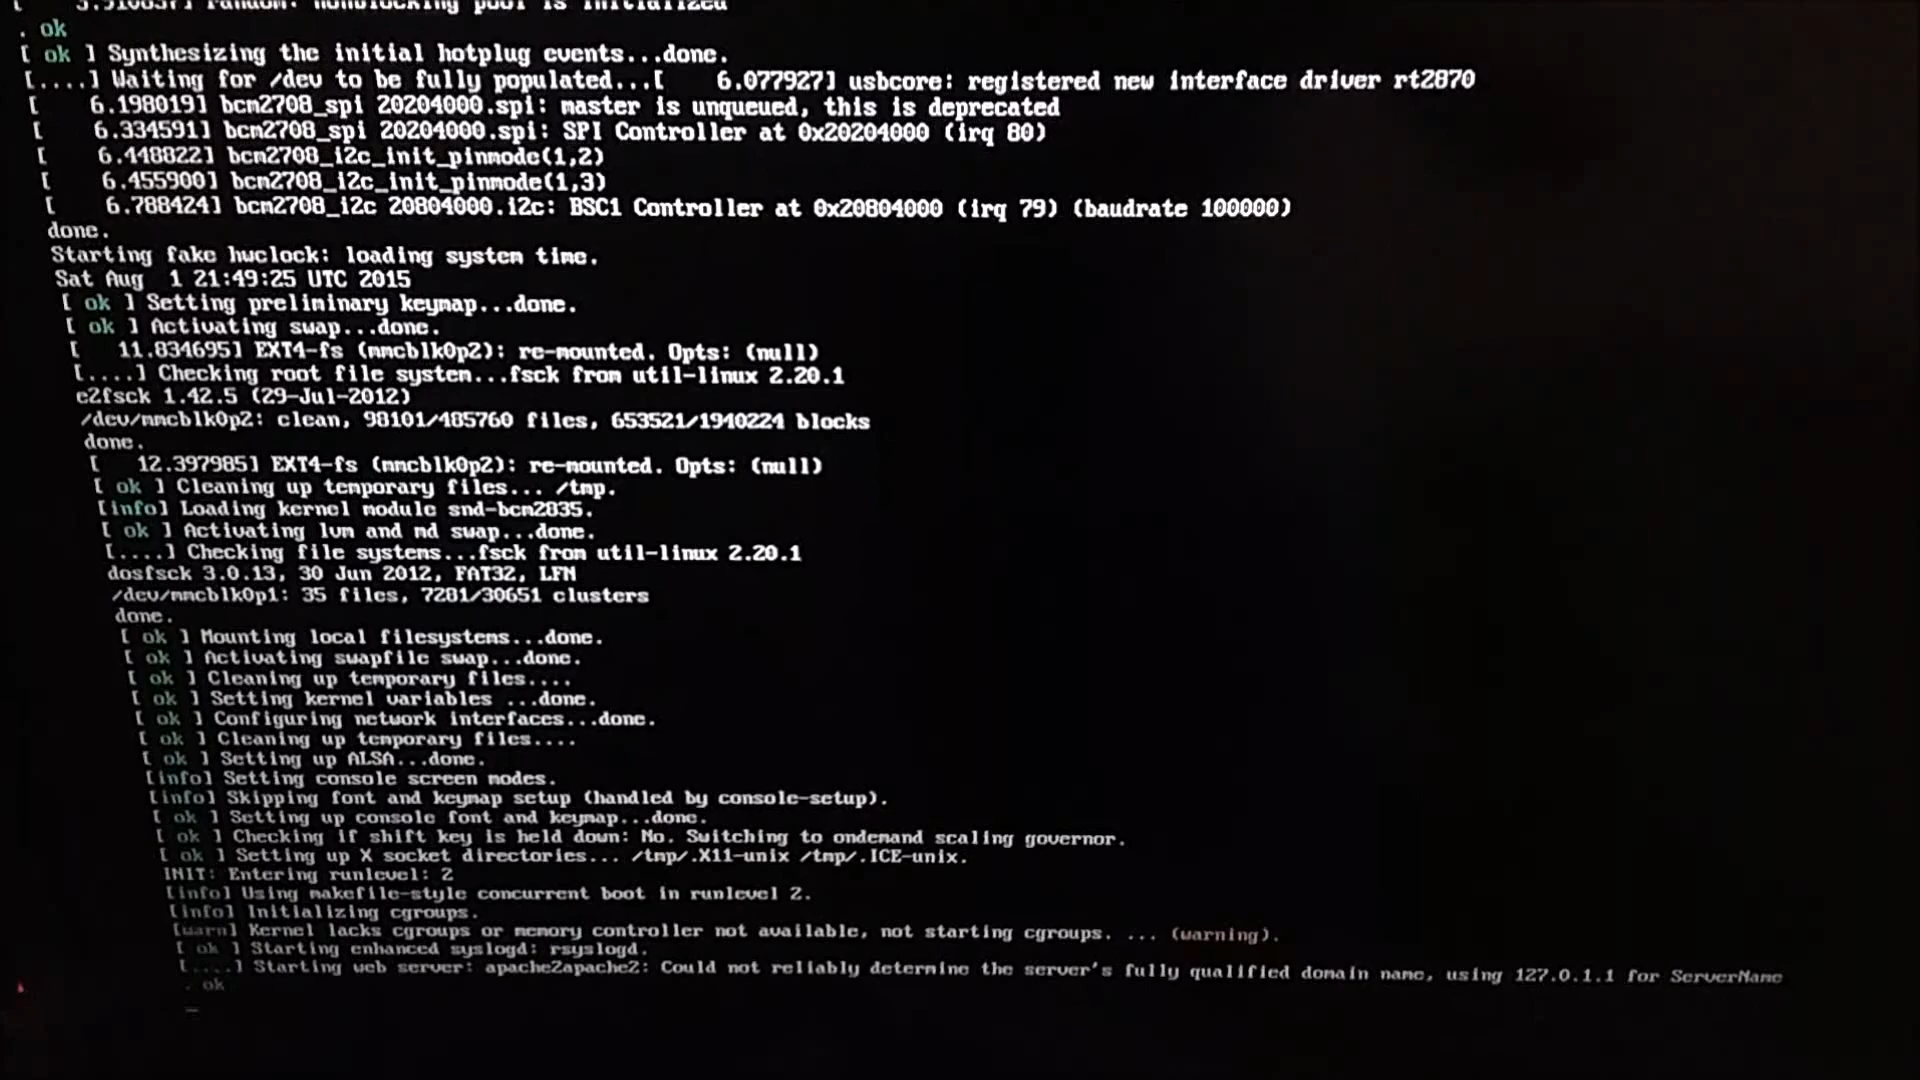 random: nonblocking pool is initialized
. ok
[ ok ] Synthesizing the initial hotplug events...done.
[....] Waiting for /dev to be fully populated...[    6.077927] usbcore: registered new interface driver rt2870
[    6.198019] bcm2708_spi 20204000.spi: master is unqueued, this is deprecated
[    6.334591] bcm2708_spi 20204000.spi: SPI Controller at 0x20204000 (irq 80)
[    6.448822] bcm2708_i2c_init_pinmode(1,2)
[    6.455900] bcm2708_i2c_init_pinmode(1,3)
[    6.788424] bcm2708_i2c 20804000.i2c: BSC1 Controller at 0x20804000 (irq 79) (baudrate 100000)
done.
Starting fake hwclock: loading system time.
Sat Aug  1 21:49:25 UTC 2015
[ ok ] Setting preliminary keymap...done.
[ ok ] Activating swap...done.
[   11.834695] EXT4-fs (mmcblk0p2): re-mounted. Opts: (null)
[....] Checking root file system...fsck from util-linux 2.20.1
e2fsck 1.42.5 (29-Jul-2012)
/dev/mmcblk0p2: clean, 98101/485760 files, 653521/1940224 blocks
done.
[   12.397985] EXT4-fs (mmcblk0p2): re-mounted. Opts: (null)
[ ok ] Cleaning up temporary files... /tmp.
[info] Loading kernel module snd-bcm2835.
[ ok ] Activating lvm and md swap...done.
[....] Checking file systems...fsck from util-linux 2.20.1
dosfsck 3.0.13, 30 Jun 2012, FAT32, LFN
/dev/mmcblk0p1: 35 files, 7281/30651 clusters
done.
[ ok ] Mounting local filesystems...done.
[ ok ] Activating swapfile swap...done.
[ ok ] Cleaning up temporary files....
[ ok ] Setting kernel variables ...done.
[ ok ] Configuring network interfaces...done.
[ ok ] Cleaning up temporary files....
[ ok ] Setting up ALSA...done.
[info] Setting console screen modes.
[info] Skipping font and keymap setup (handled by console-setup).
[ ok ] Setting up console font and keymap...done.
[ ok ] Checking if shift key is held down: No. Switching to ondemand scaling governor.
[ ok ] Setting up X socket directories... /tmp/.X11-unix /tmp/.ICE-unix.
INIT: Entering runlevel: 2
[info] Using makefile-style concurrent boot in runlevel 2.
[info] Initializing cgroups.
[warn] Kernel lacks cgroups or memory controller not available, not starting cgroups. ... (warning).
[ ok ] Starting enhanced syslogd: rsyslogd.
[....] Starting web server: apache2apache2: Could not reliably determine the server's fully qualified domain name, using 127.0.1.1 for ServerName
. ok